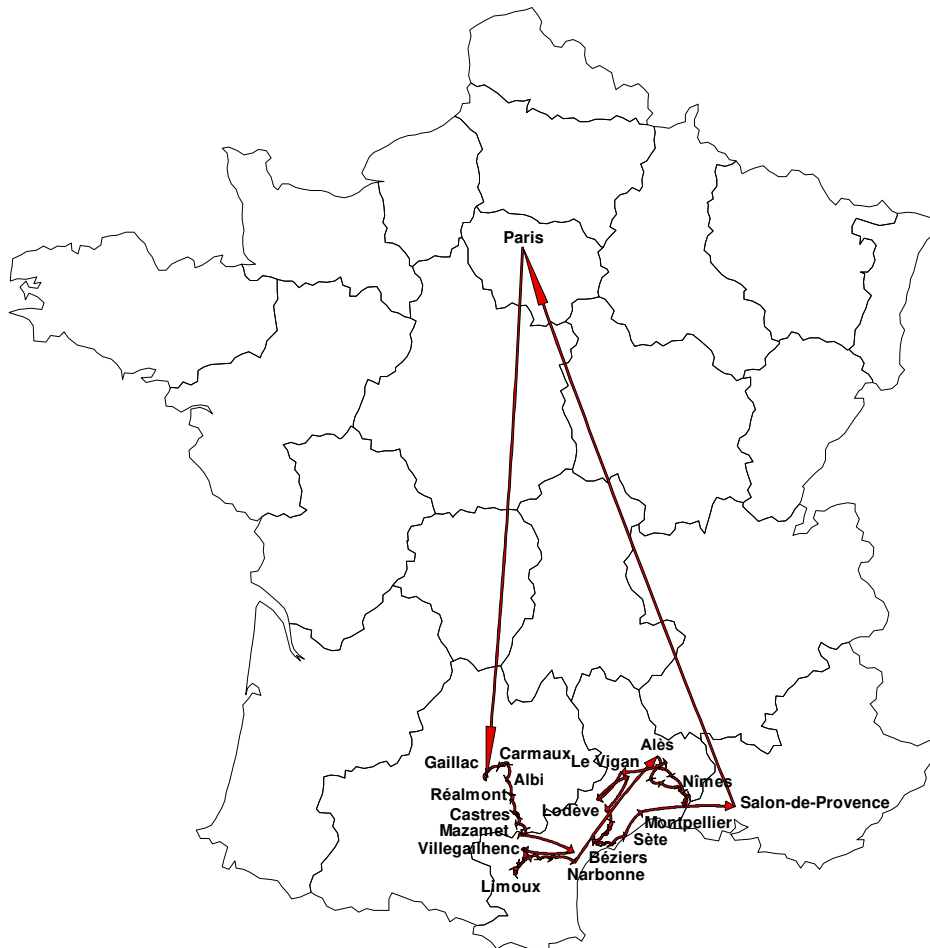 Paris
Alès
Carmaux
Le Vigan
Gaillac
Albi
Nîmes
Réalmont
Salon-de-Provence
Lodève
Castres
Montpellier
Mazamet
Sète
Villegailhenc
Béziers
Narbonne
Limoux